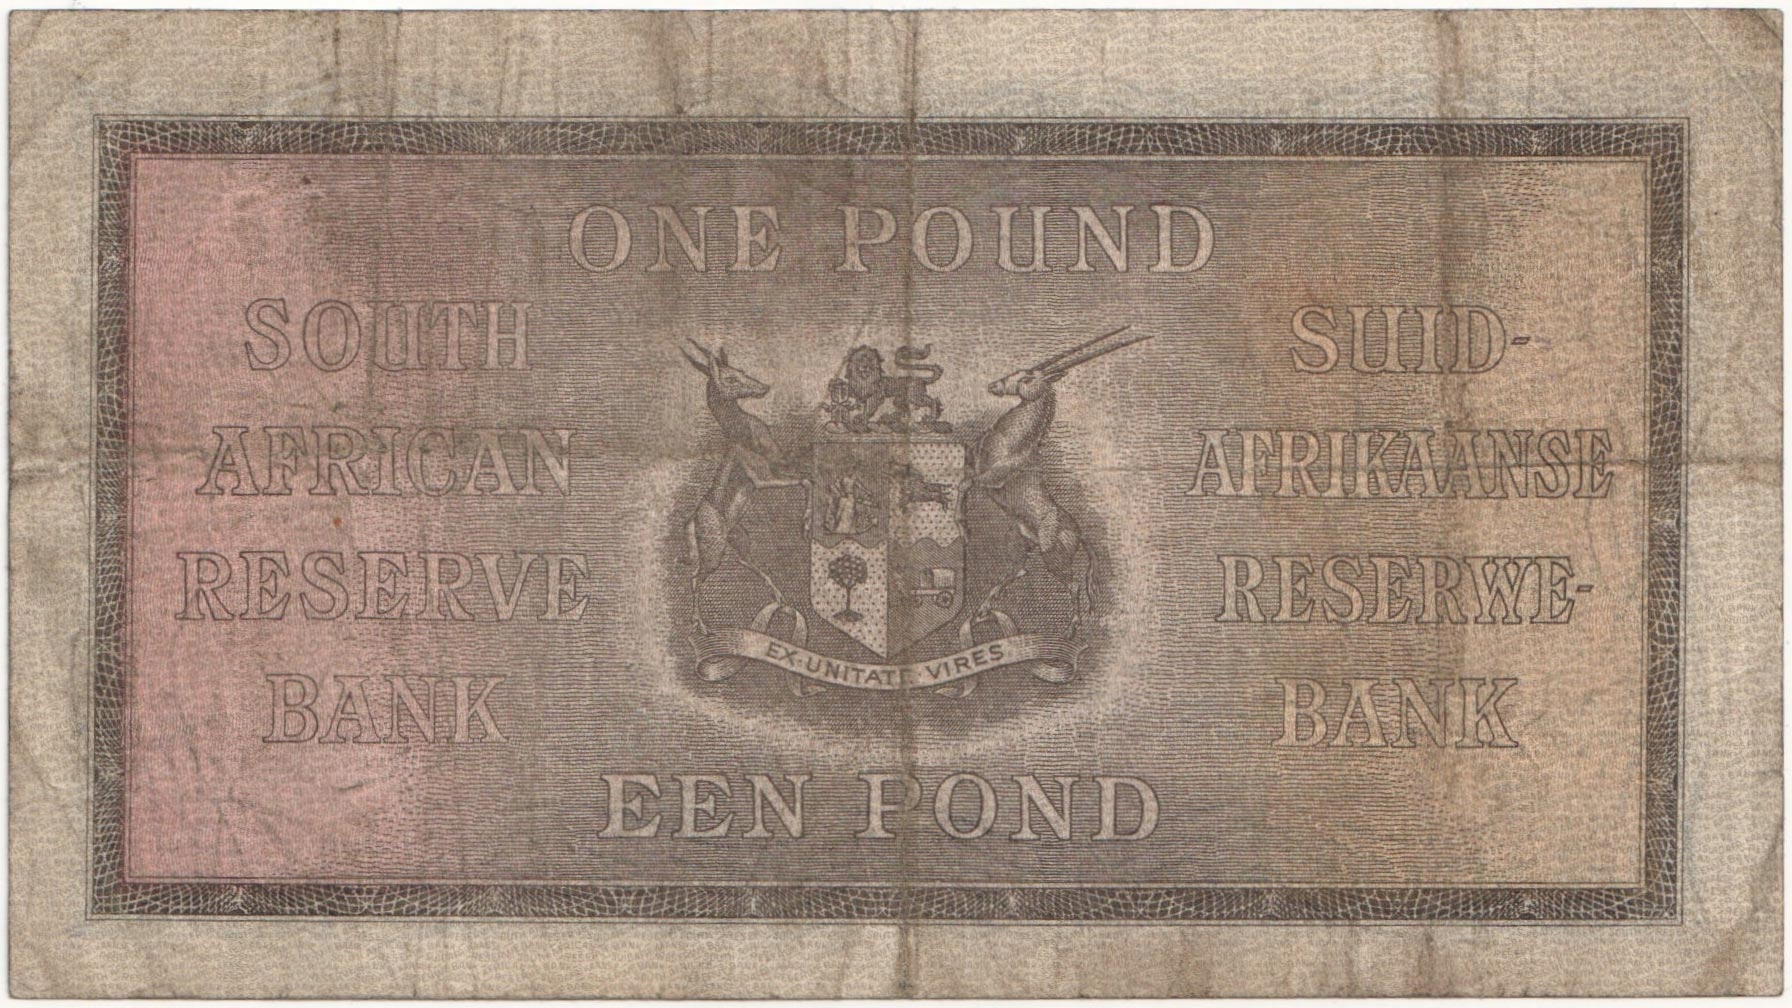 ONE POUND
SOUTH
AFRICAN
RESERVE
BANK
SUID-
AFRIKAANSE
RESERWE-
BANK
EX·UNITATE·VIRES
EEN POND